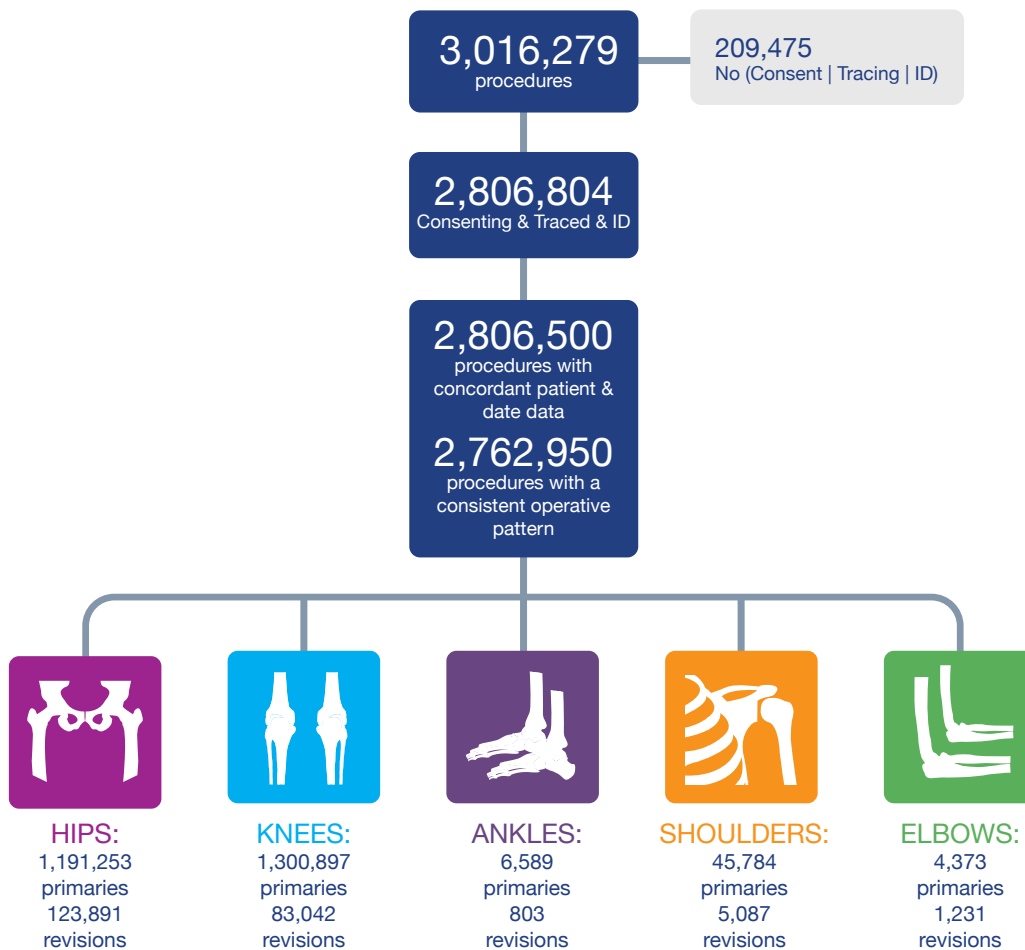 3,016,279
procedures
209,475
No (Consent | Tracing | ID)
2,806,804
Consenting & Traced & ID
2,806,500
procedures with
concordant patient &
date data
2,762,950
procedures with a
consistent operative
pattern
HIPS:
1,191,253
primaries
123,891
revisions
KNEES:
1,300,897
primaries
83,042
revisions
ANKLES:
6,589
primaries
803
revisions
SHOULDERS:
45,784
primaries
5,087
revisions
ELBOWS:
4,373
primaries
1,231
revisions